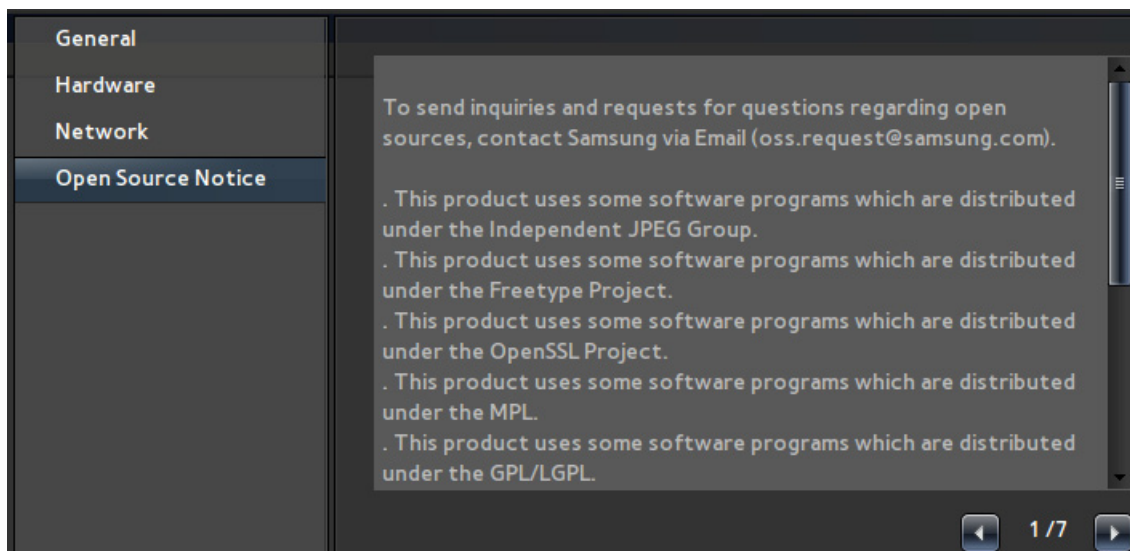 General
Hardware
Network
Open Source Notice
To send inquiries and requests for questions regarding open
sources, contact Samsung via Email (oss.request@samsung.com).
. This product uses some software programs which are distributed
under the Independent JPEG Group.
. This product uses some software programs which are distributed
under the Freetype Project.
. This product uses some software programs which are distributed
under the OpenSSL Project.
. This product uses some software programs which are distributed
under the MPL.
. This product uses some software programs which are distributed
under the GPL/LGPL.
1 /7